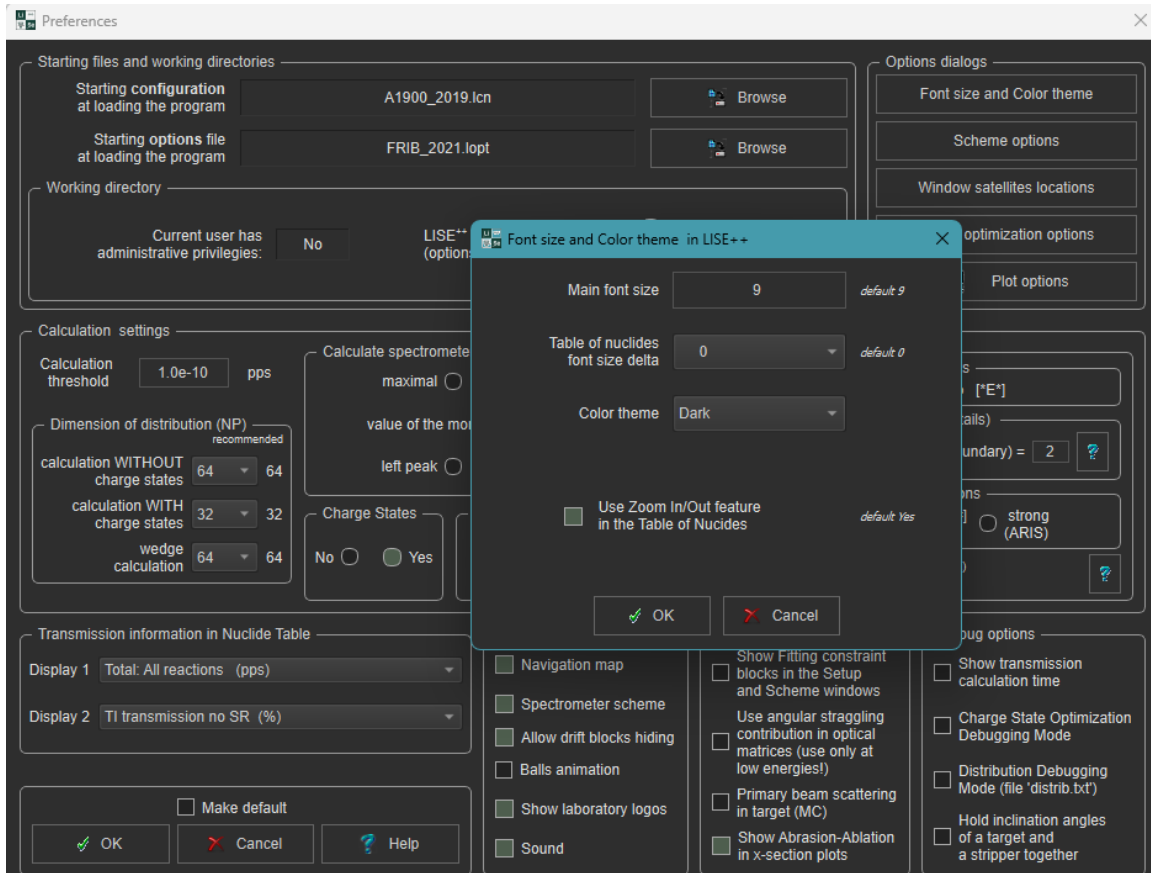 Preferences
Starting files and working directories
Starting configuration
at loading the program
A1900_2019.lcn
Browse
Starting options file
at loading the program
FRIB_2021.lopt
Browse
Working directory
Current user has
administrative privilegies:
No
LISE++
(option
Options dialogs
Font size and Color theme
Scheme options
Window satellites locations
optimization options
Plot options
Font size and Color theme in LISE++
Main font size
9
default 9
Table of nuclides
font size delta
0
default 0
Color theme
Dark
Use Zoom In/Out feature
in the Table of Nucides
default Yes
OK
Cancel
Calculation settings
Calculation
threshold
1.0e-10
pps
Dimension of distribution (NP)
recommended
calculation WITHOUT
charge states
64
64
calculation WITH
charge states
32
32
wedge
calculation
64
64
Calculate spectromete
maximal
value of the mo
left peak
Charge States
No
Yes
[*E*]
ails)
undary) =
2
ns
strong
(ARIS)
Transmission information in Nuclide Table
Display 1
Total: All reactions (pps)
Display 2
TI transmission no SR (%)
Make default
OK
Cancel
Help
Navigation map
Spectrometer scheme
Allow drift blocks hiding
Balls animation
Show laboratory logos
Sound
Show Fitting constraint
blocks in the Setup
and Scheme windows
Use angular straggling
contribution in optical
matrices (use only at
low energies!)
Primary beam scattering
in target (MC)
Show Abrasion-Ablation
in x-section plots
bug options
Show transmission
calculation time
Charge State Optimization
Debugging Mode
Distribution Debugging
Mode (file 'distrib.txt')
Hold inclination angles
of a target and
a stripper together